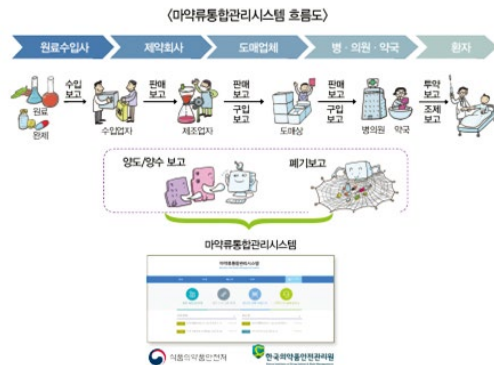 <마약류통합관리시스템 흐름도>
원료수입사
제약회사
도매업체
병·의원·약국
환자
원료
완제
수입
보고
수입업자
판매
보고
제조업자
판매
보고
구입
보고
도매상
판매
보고
구입
보고
병의원
약국
투약
보고
조제
보고
양도/양수 보고
폐기보고
마약류통합관리시스템
마약류통합관리시스템
식품의약품안전처
한국의약품안전관리원